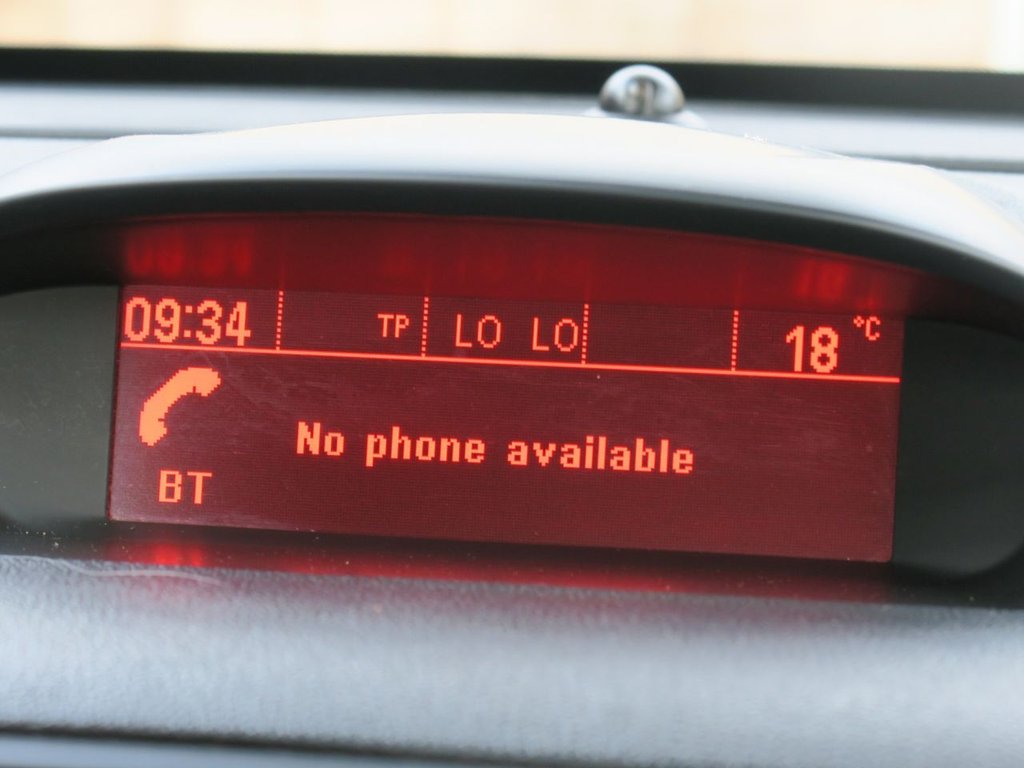 09:34 TP LO LO 18 °C
No phone available
BT